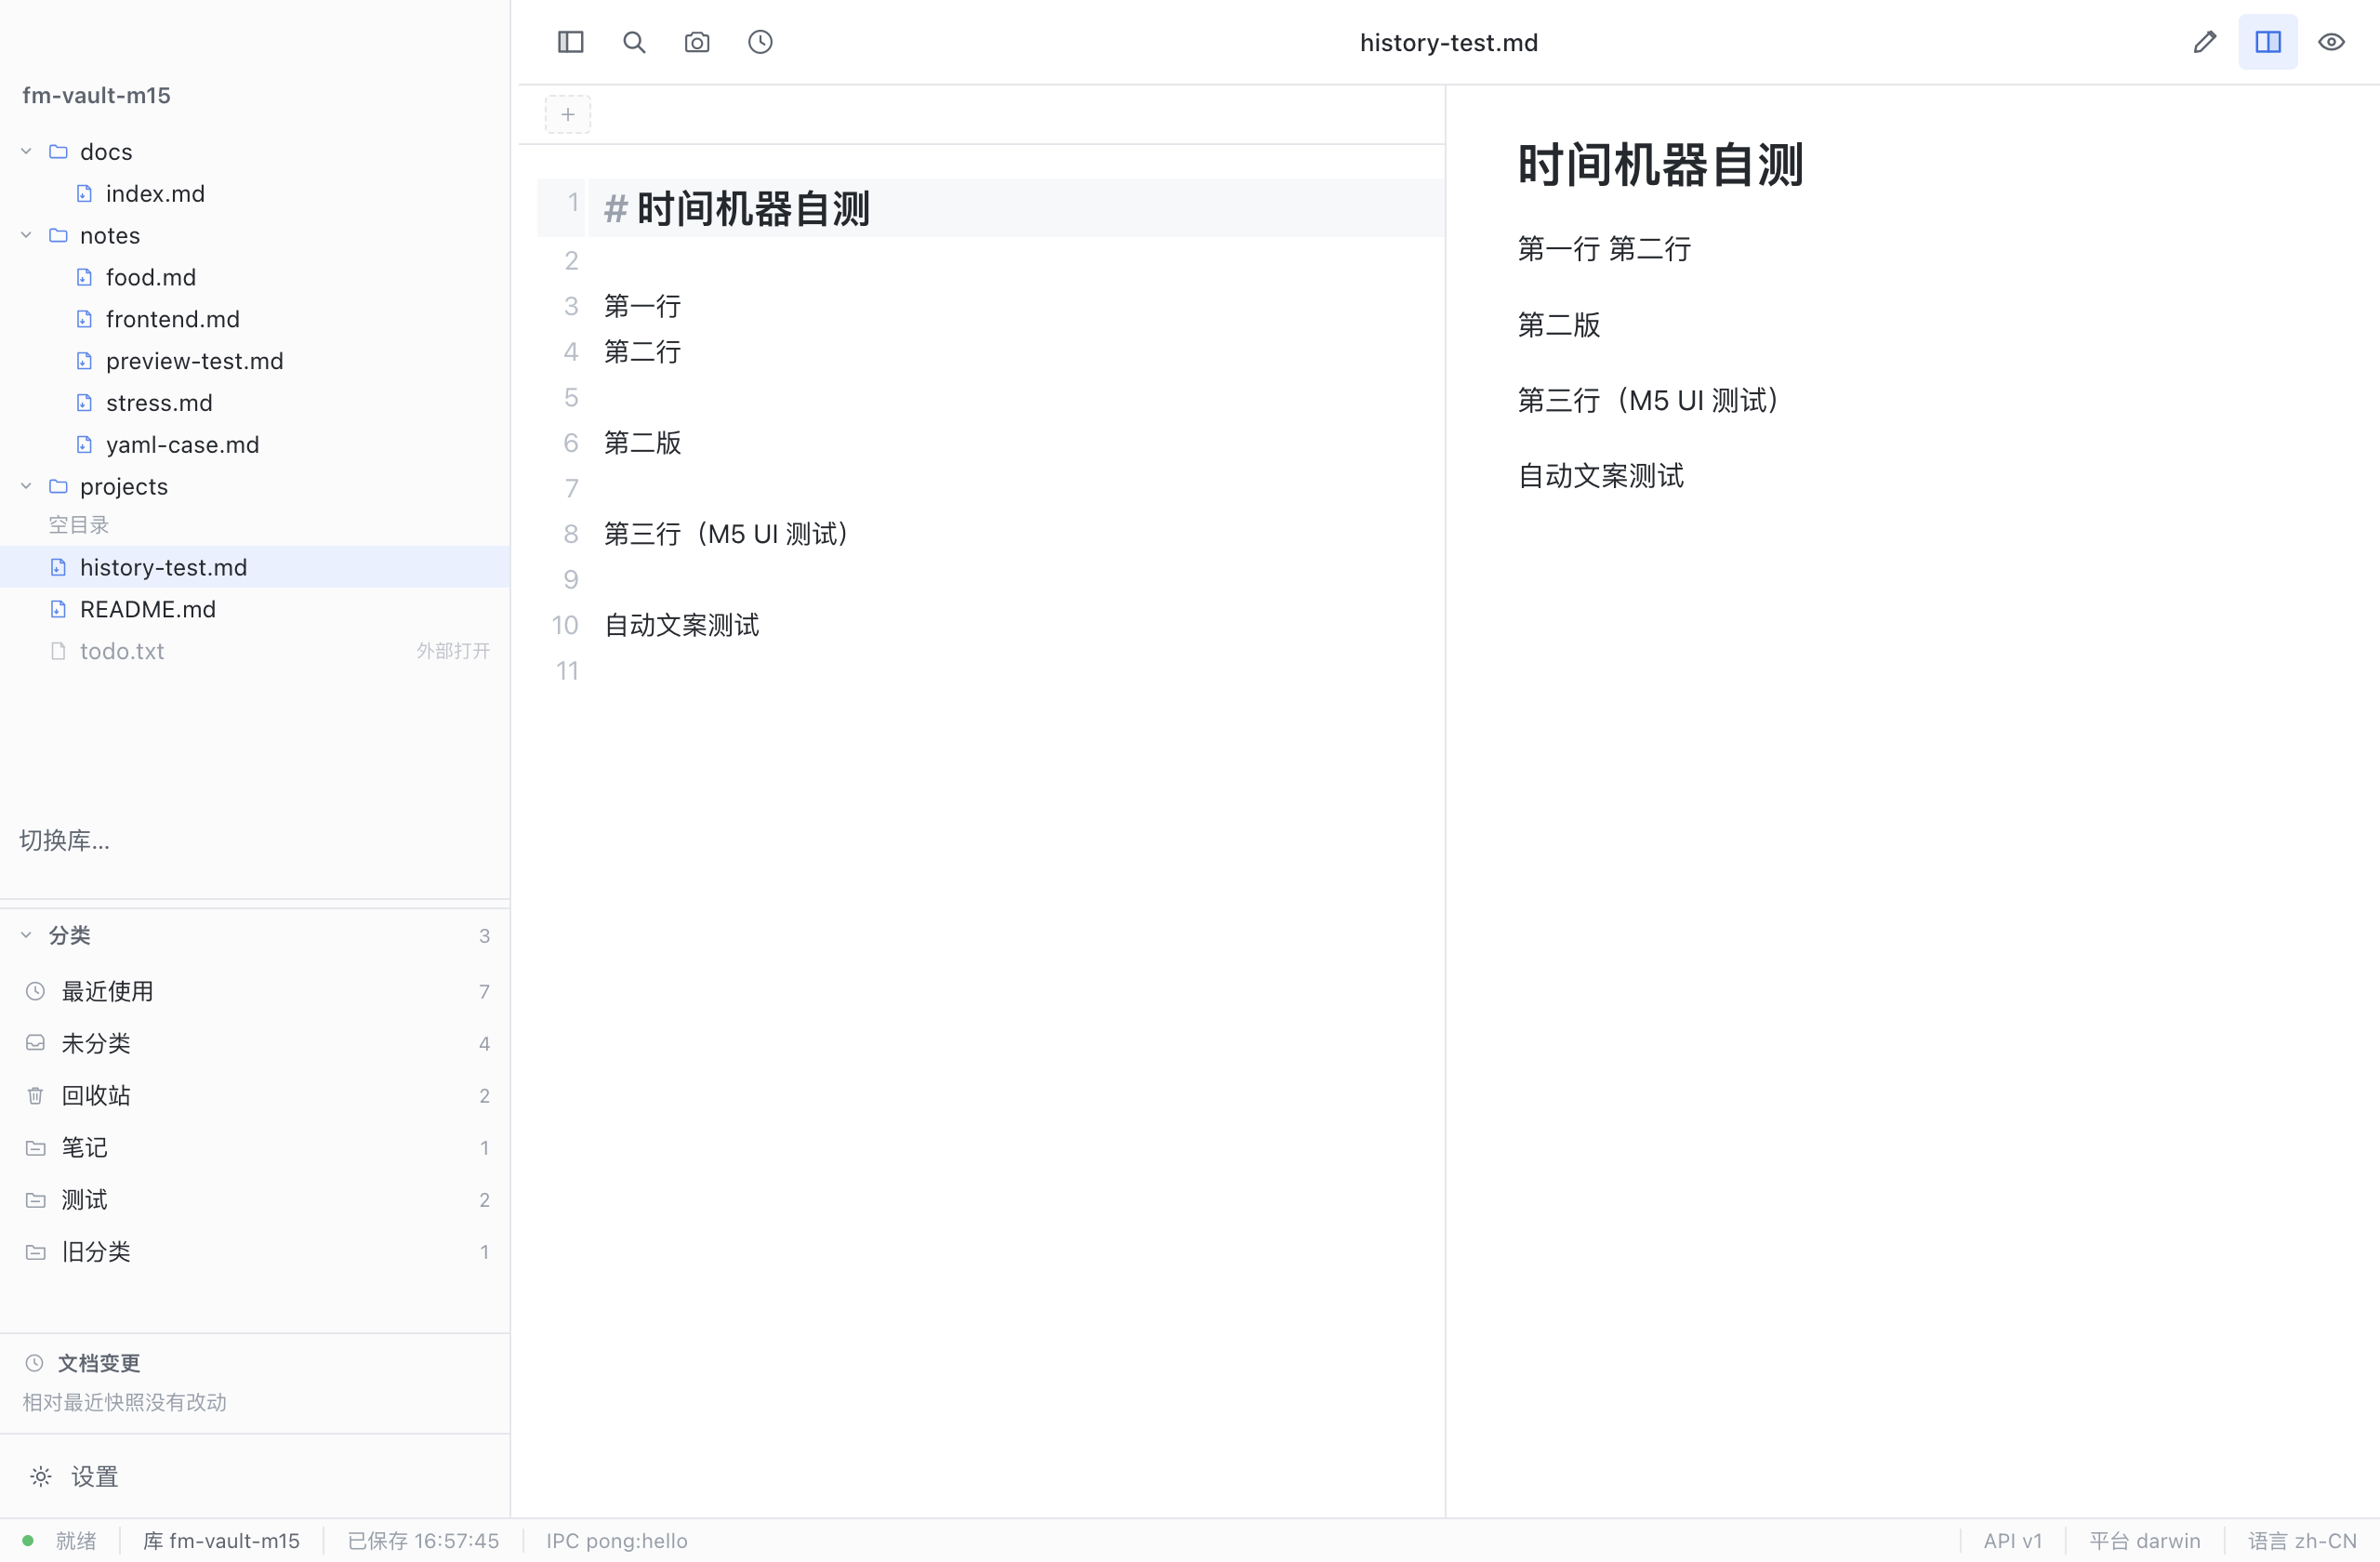 fm-vault-m15
docs
index.md
notes
food.md
frontend.md
preview-test.md
stress.md
yaml-case.md
projects
空目录
history-test.md
README.md
todo.txt 外部打开
切换库...
分类 3
最近使用 7
未分类 4
回收站 2
笔记 1
测试 2
旧分类 1
文档变更
相对最近快照没有改动
设置
history-test.md
+
1 # 时间机器自测
2
3 第一行
4 第二行
5
6 第二版
7
8 第三行（M5 UI 测试）
9
10 自动文案测试
11
时间机器自测
第一行 第二行
第二版
第三行（M5 UI 测试）
自动文案测试
就绪 库 fm-vault-m15 已保存 16:57:45 IPC pong:hello API v1 平台 darwin 语言 zh-CN